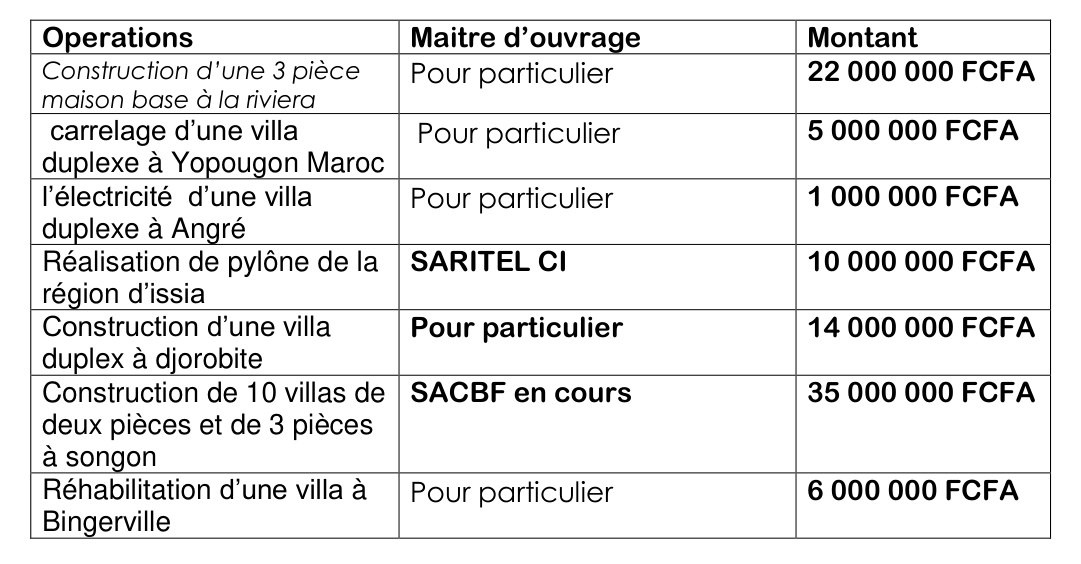 Operations Maitre d’ouvrage Montant
Construction d’une 3 pièce Pour particulier 22 000 000 FCFA
maison base à la riviera
carrelage d’une villa Pour particulier 5 000 000 FCFA
duplexe à Yopougon Maroc
l’électricité d’une villa Pour particulier 1 000 000 FCFA
duplexe à Angré
Réalisation de pylône de la SARITEL CI 10 000 000 FCFA
région d’issia
Construction d’une villa Pour particulier 14 000 000 FCFA
duplex à djorobite
Construction de 10 villas de SACBF en cours 35 000 000 FCFA
deux pièces et de 3 pièces
à songon
Réhabilitation d’une villa à Pour particulier 6 000 000 FCFA
Bingerville